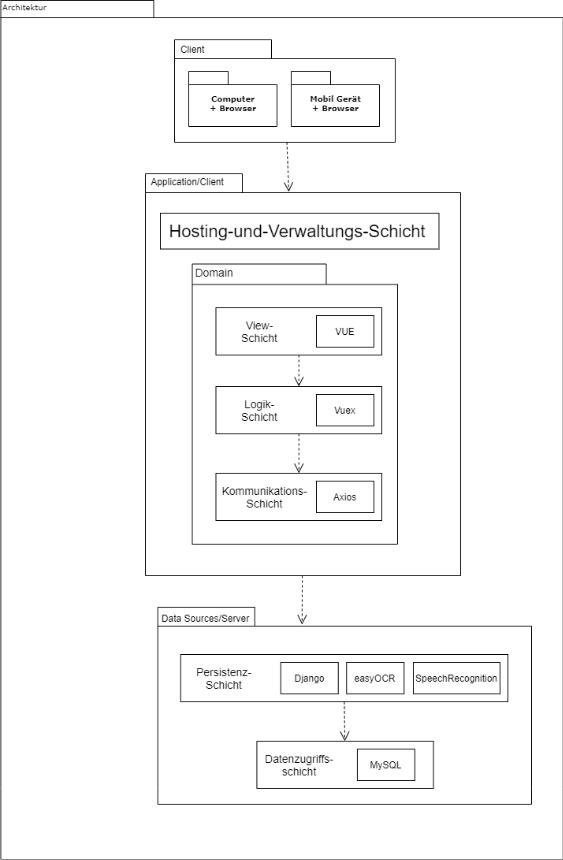 Architektur
Client
Computer
+ Browser
Mobil Gerät
+ Browser
Application/Client
Hosting-und-Verwaltungs-Schicht
Domain
View-
Schicht
VUE
Logik-
Schicht
Vuex
Kommunikations-
Schicht
Axios
Data Sources/Server
Persistenz-
Schicht
Django
easyOCR
SpeechRecognition
Datenzugriffs-
schicht
MySQL